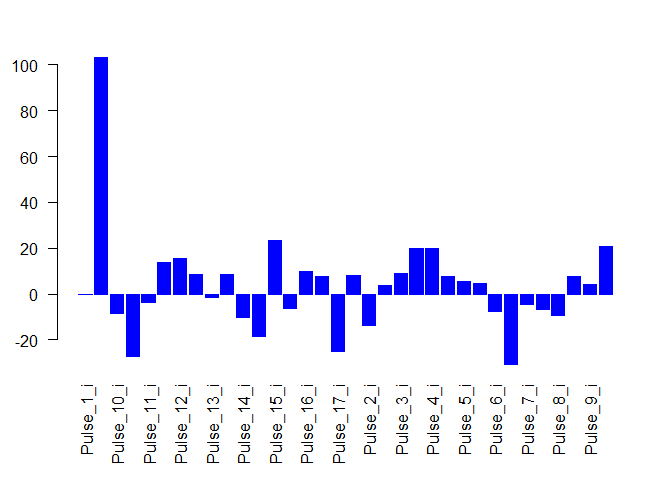 100
80
60
40
20
0
-20
Pulse_1_i
Pulse_10_i
Pulse_11_i
Pulse_12_i
Pulse_13_i
Pulse_14_i
Pulse_15_i
Pulse_16_i
Pulse_17_i
Pulse_2_i
Pulse_3_i
Pulse_4_i
Pulse_5_i
Pulse_6_i
Pulse_7_i
Pulse_8_i
Pulse_9_i